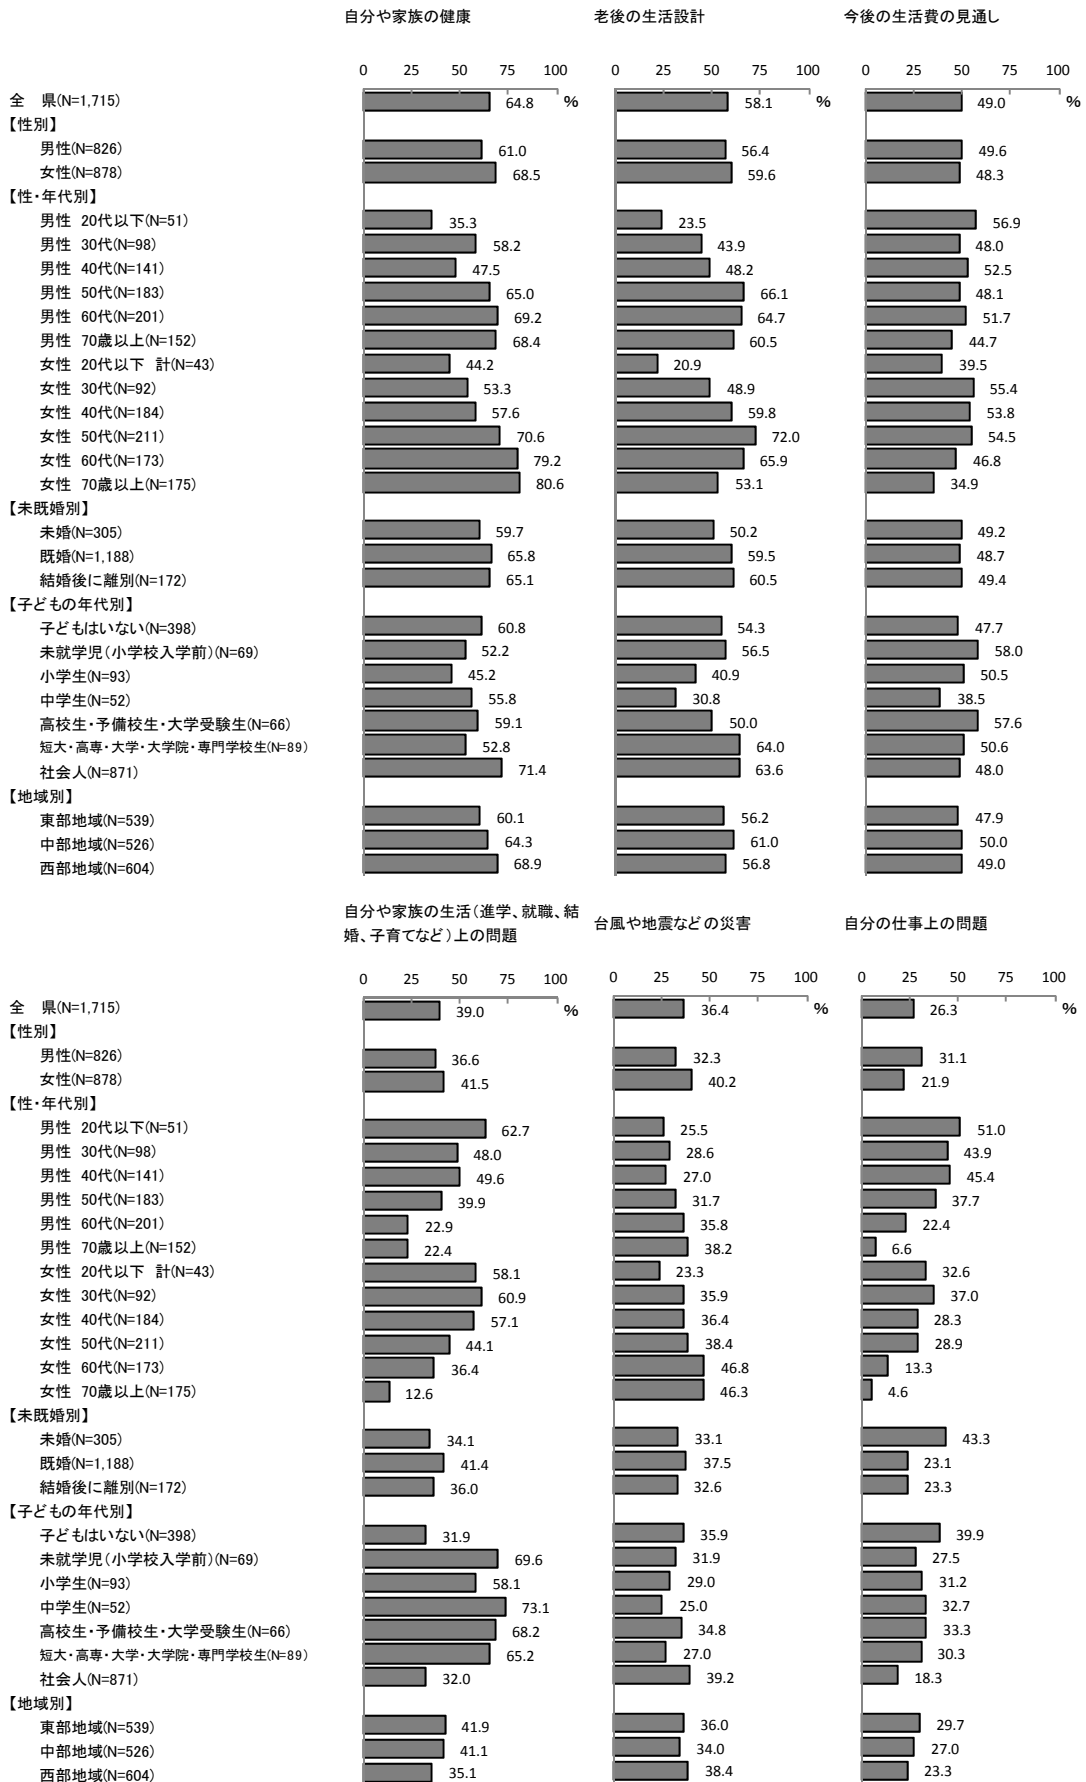 自分や家族の健康 老後の生活設計 今後の生活費の見通し
0 25 50 75 100 0 25 50 75 100 0 25 50 75 100
全 県(N=1,715) 64.8 % 58.1 % 49.0 %
【性別】
男性(N=826) 61.0 56.4 49.6
女性(N=878) 68.5 59.6 48.3
【性・年代別】
男性 20代以下(N=51) 35.3 23.5 56.9
男性 30代(N=98) 58.2 43.9 48.0
男性 40代(N=141) 47.5 48.2 52.5
男性 50代(N=183) 65.0 66.1 48.1
男性 60代(N=201) 69.2 64.7 51.7
男性 70歳以上(N=152) 68.4 60.5 44.7
女性 20代以下 計(N=43) 44.2 20.9 39.5
女性 30代(N=92) 53.3 48.9 55.4
女性 40代(N=184) 57.6 59.8 53.8
女性 50代(N=211) 70.6 72.0 54.5
女性 60代(N=173) 79.2 65.9 46.8
女性 70歳以上(N=175) 80.6 53.1 34.9
【未既婚別】
未婚(N=305) 59.7 50.2 49.2
既婚(N=1,188) 65.8 59.5 48.7
結婚後に離別(N=172) 65.1 60.5 49.4
【子どもの年代別】
子どもはいない(N=398) 60.8 54.3 47.7
未就学児(小学校入学前)(N=69) 52.2 56.5 58.0
小学生(N=93) 45.2 40.9 50.5
中学生(N=52) 55.8 30.8 38.5
高校生・予備校生・大学受験生(N=66) 59.1 50.0 57.6
短大・高専・大学・大学院・専門学校生(N=89) 52.8 64.0 50.6
社会人(N=871) 71.4 63.6 48.0
【地域別】
東部地域(N=539) 60.1 56.2 47.9
中部地域(N=526) 64.3 61.0 50.0
西部地域(N=604) 68.9 56.8 49.0
自分や家族の生活(進学、就職、結
婚、子育てなど)上の問題 台風や地震などの災害 自分の仕事上の問題
0 25 50 75 100 0 25 50 75 100 0 25 50 75 100
全 県(N=1,715) 39.0 % 36.4 % 26.3 %
【性別】
男性(N=826) 36.6 32.3 31.1
女性(N=878) 41.5 40.2 21.9
【性・年代別】
男性 20代以下(N=51) 62.7 25.5 51.0
男性 30代(N=98) 48.0 28.6 43.9
男性 40代(N=141) 49.6 27.0 45.4
男性 50代(N=183) 39.9 31.7 37.7
男性 60代(N=201) 22.9 35.8 22.4
男性 70歳以上(N=152) 22.4 38.2 6.6
女性 20代以下 計(N=43) 58.1 23.3 32.6
女性 30代(N=92) 60.9 35.9 37.0
女性 40代(N=184) 57.1 36.4 28.3
女性 50代(N=211) 44.1 38.4 28.9
女性 60代(N=173) 36.4 46.8 13.3
女性 70歳以上(N=175) 12.6 46.3 4.6
【未既婚別】
未婚(N=305) 34.1 33.1 43.3
既婚(N=1,188) 41.4 37.5 23.1
結婚後に離別(N=172) 36.0 32.6 23.3
【子どもの年代別】
子どもはいない(N=398) 31.9 35.9 39.9
未就学児(小学校入学前)(N=69) 69.6 31.9 27.5
小学生(N=93) 58.1 29.0 31.2
中学生(N=52) 73.1 25.0 32.7
高校生・予備校生・大学受験生(N=66) 68.2 34.8 33.3
短大・高専・大学・大学院・専門学校生(N=89) 65.2 27.0 30.3
社会人(N=871) 32.0 39.2 18.3
【地域別】
東部地域(N=539) 41.9 36.0 29.7
中部地域(N=526) 41.1 34.0 27.0
西部地域(N=604) 35.1 38.4 23.3